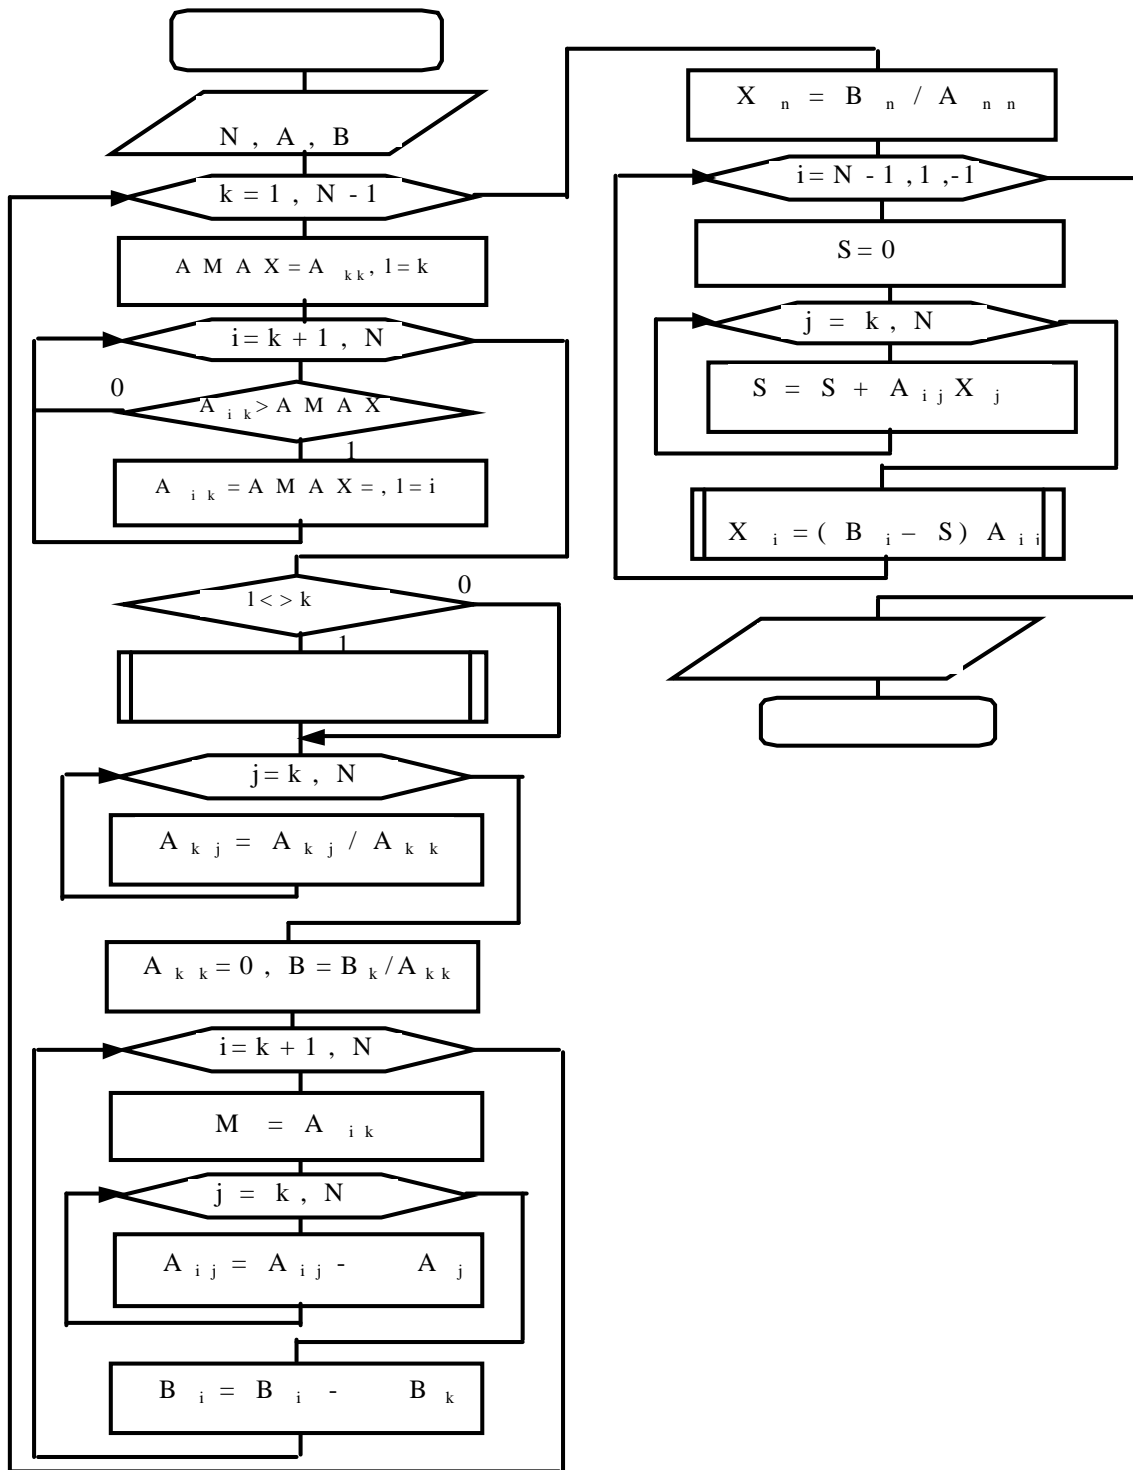 N , A , B
k = 1 , N - 1
A M A X = A k k , l = k
i = k + 1 , N
0
A i k > A M A X
1
A i k = A M A X = , l = i
l < > k
0
1
j = k , N
A k j = A k j / A k k
A k k = 0 , B = B k / A k k
i = k + 1 , N
M = A i k
j = k , N
A i j = A i j - A j
B i = B i - B k
X n = B n / A n n
i = N - 1 , 1 , -1
S = 0
j = k , N
S = S + A i j X j
X i = ( B i – S ) A i i